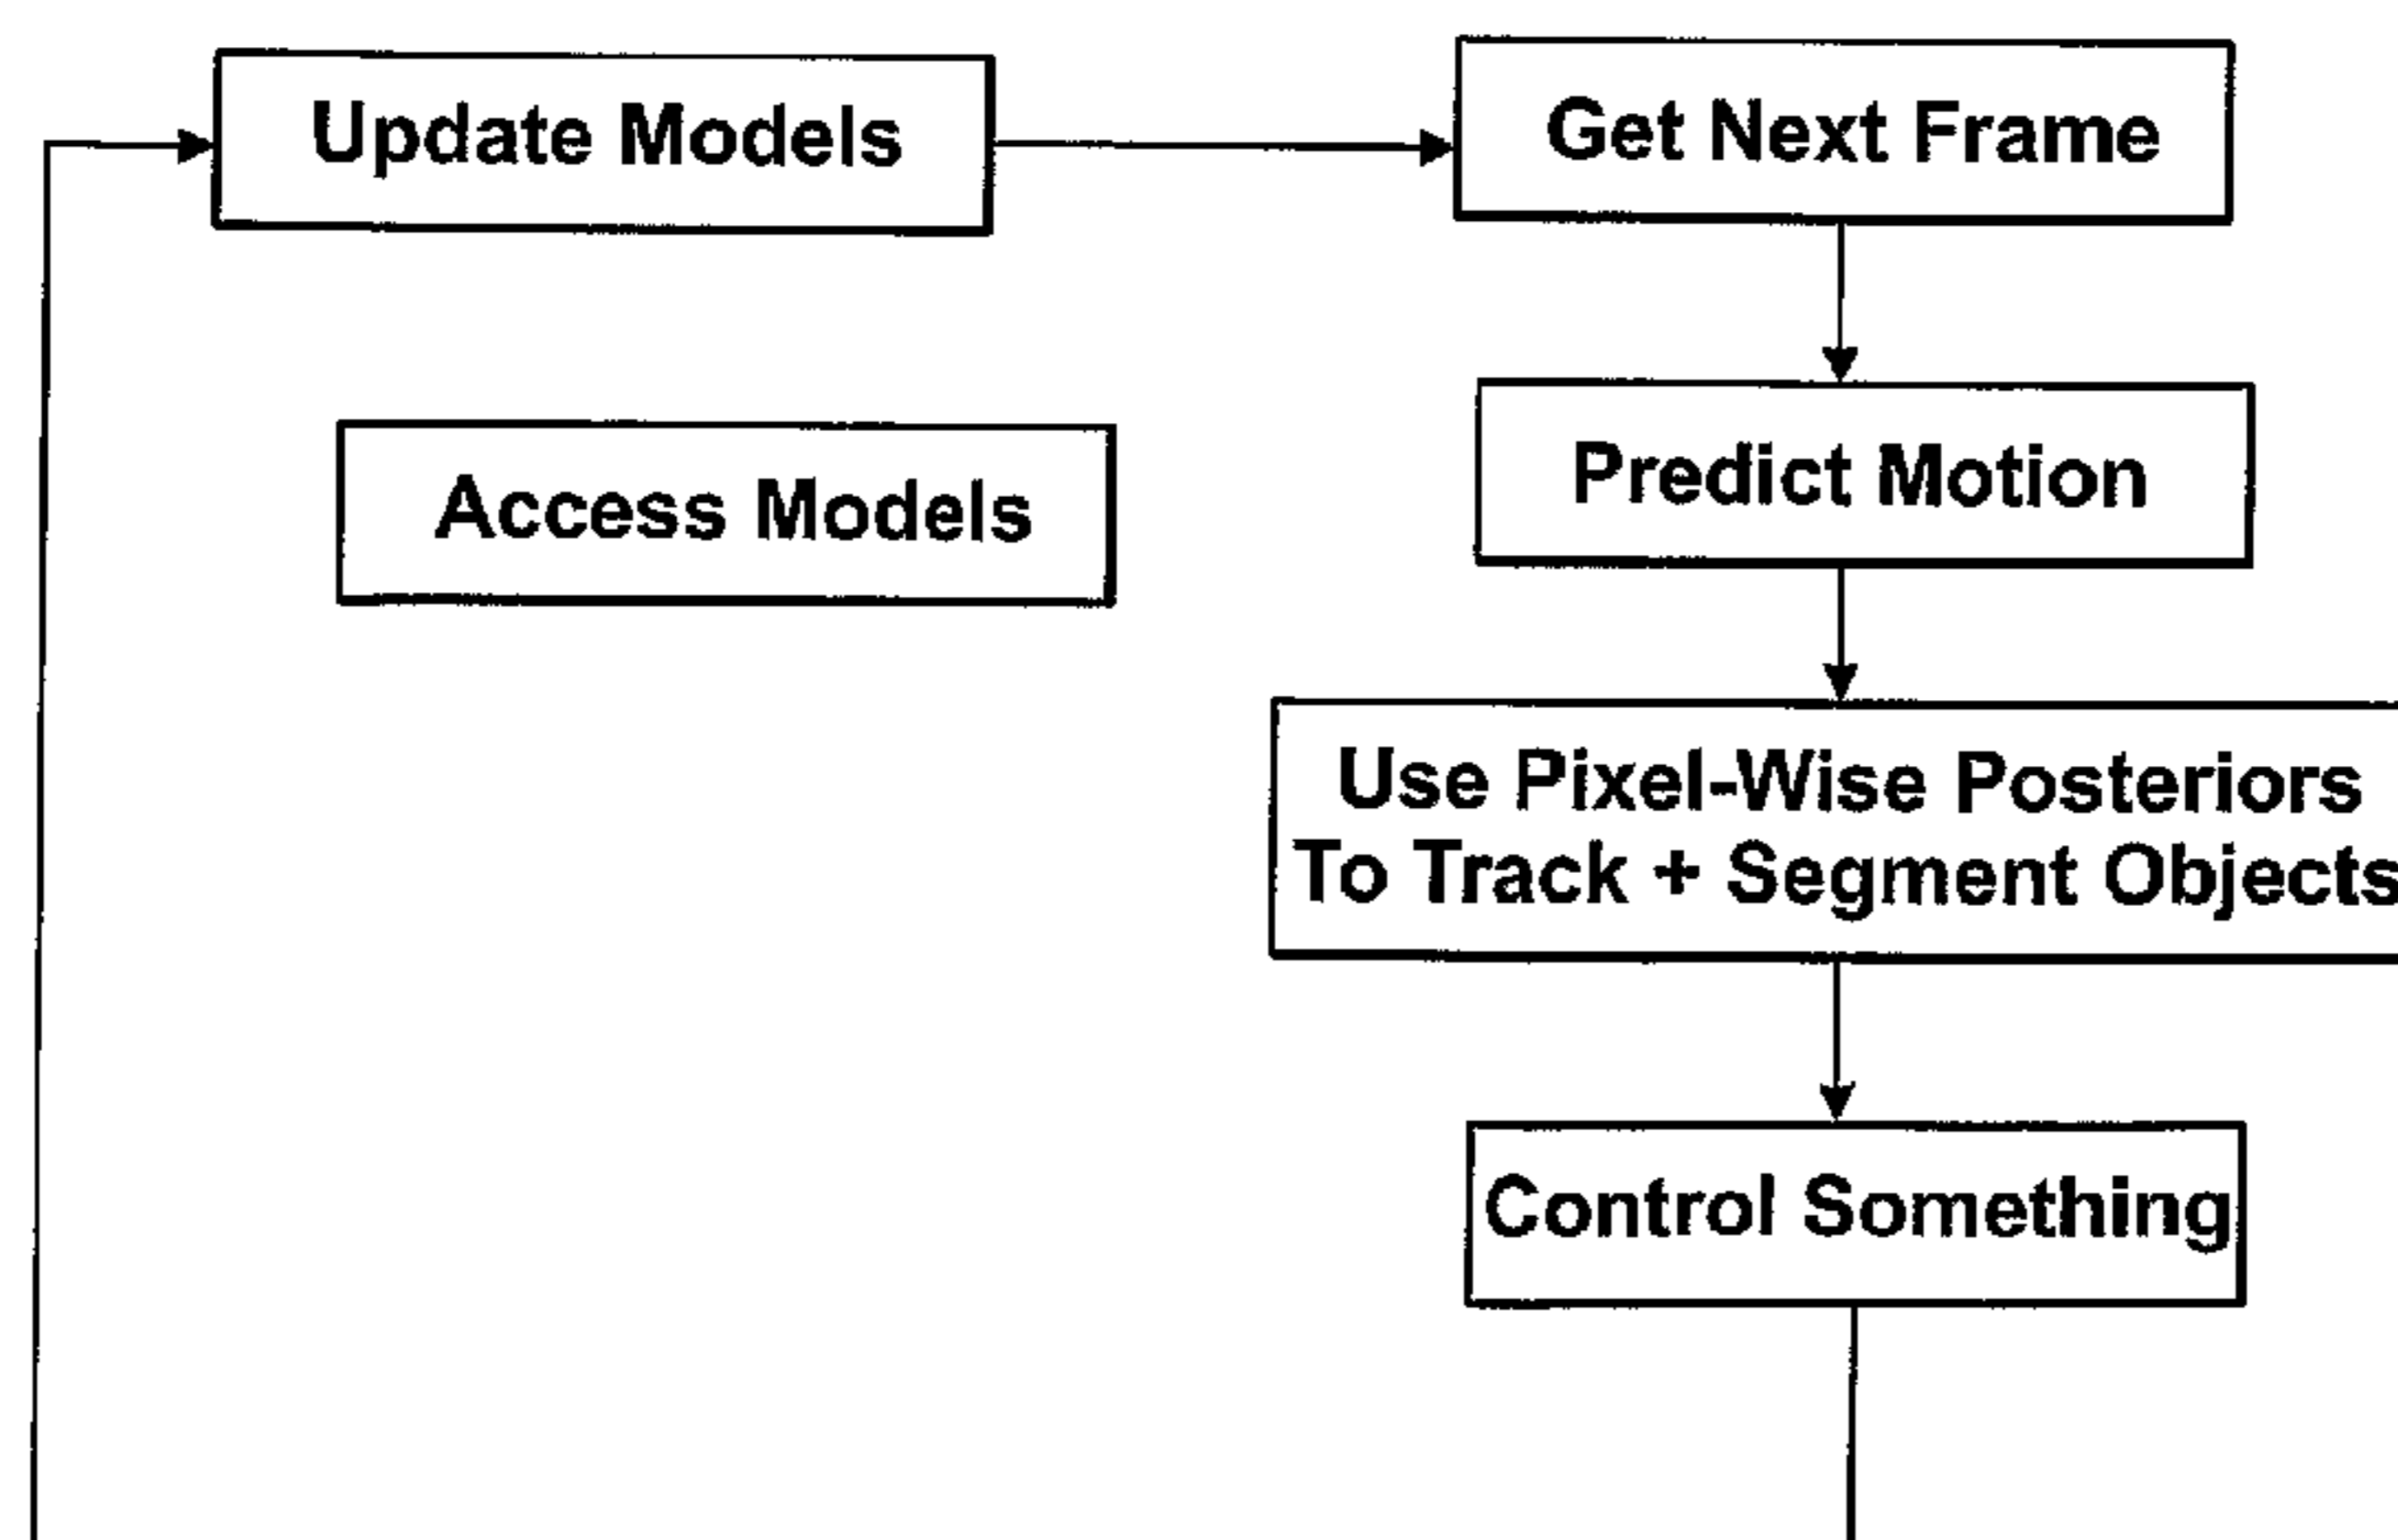 Update Models
Get Next Frame
Access Models
Predict Motion
Use Pixel-Wise Posteriors
To Track + Segment Objects
Control Something